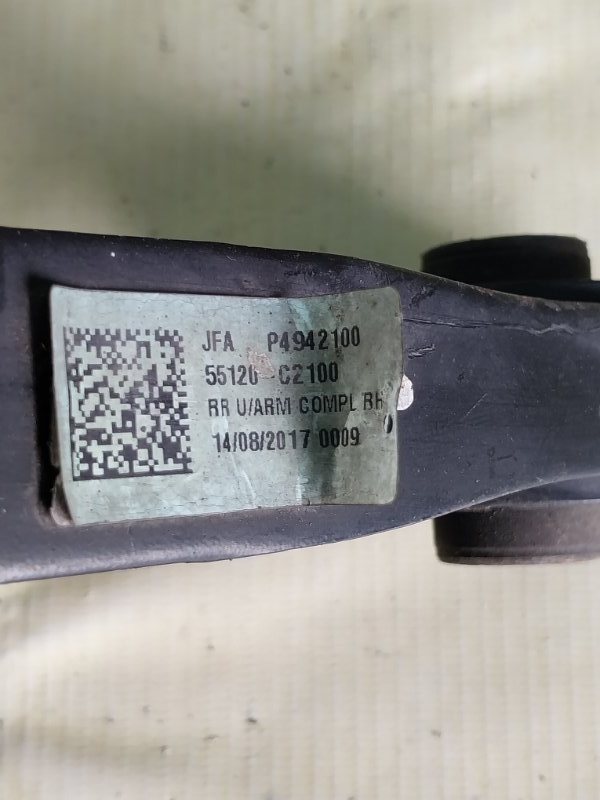 JFA P4942100
55120-C2100
RR U/ARM COMPL RH
14/08/2017 0009